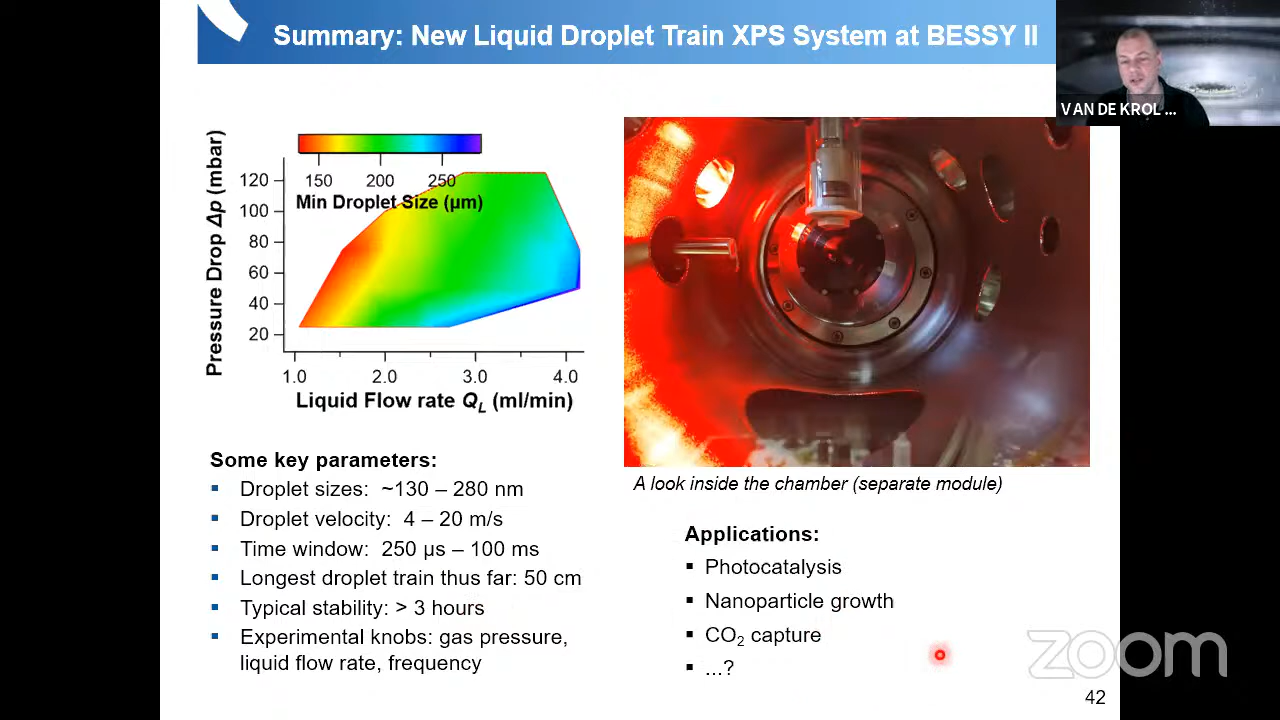 Summary: New Liquid Droplet Train XPS System at BESSY II
VAN DE KROL ...
Pressure Drop Δp (mbar)
120
100
80
60
40
20
150 200 250
Min Droplet Size (µm)
1.0 2.0 3.0 4.0
Liquid Flow rate Q_L (ml/min)
A look inside the chamber (separate module)
Some key parameters:
▪ Droplet sizes: ~130 – 280 nm
▪ Droplet velocity: 4 – 20 m/s
▪ Time window: 250 µs – 100 ms
▪ Longest droplet train thus far: 50 cm
▪ Typical stability: > 3 hours
▪ Experimental knobs: gas pressure,
liquid flow rate, frequency
Applications:
▪ Photocatalysis
▪ Nanoparticle growth
▪ CO₂ capture
▪ ...?
zoom
42